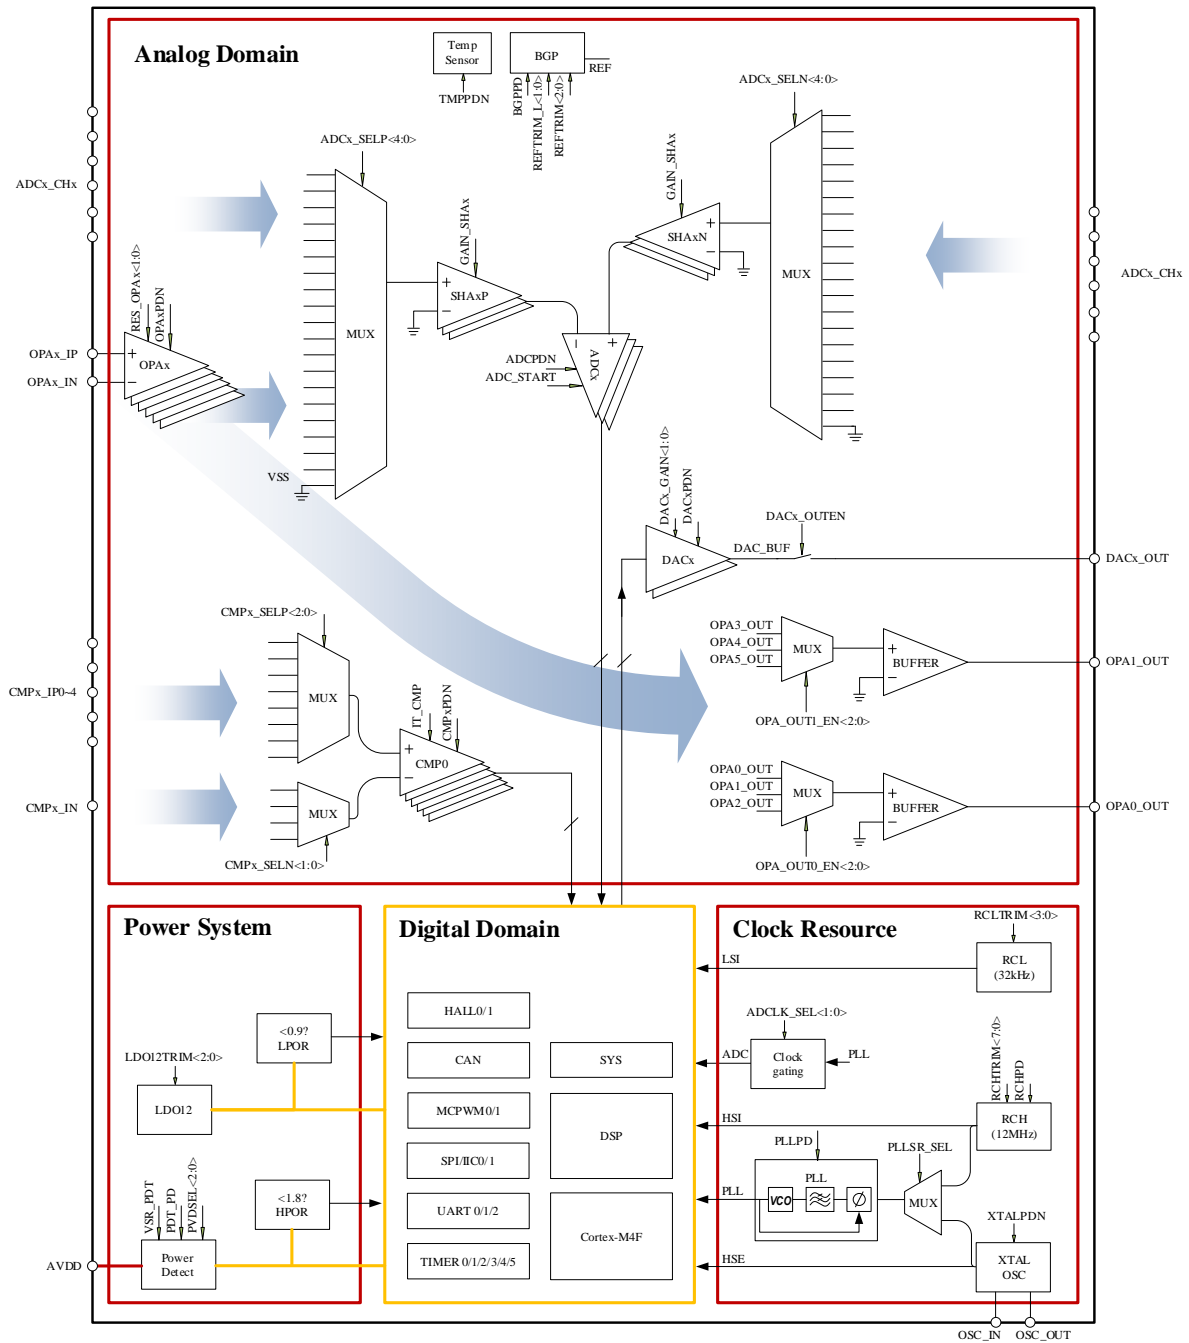 Analog Domain
Temp
Sensor
TMPPDN
BGP
REF
BGPPD
REFTRIM_L<1:0>
REFTRIM<2:0>
ADCx_SELN<4:0>
ADCx_SELP<4:0>
ADCx_CHx
GAIN_SHAx
SHAxN
+
−
MUX
ADCx_CHx
GAIN_SHAx
SHAxP
+
−
MUX
VSS
RES_OPAx<1:0>
OPAxPDN
OPAx_IP
OPAx_IN
OPAx
+
−
ADCPDN
ADC_START
ADCx
−
+
DACx_GAIN<1:0>
DACxPDN
DACx
DAC_BUF
DACx_OUTEN
DACx_OUT
CMPx_SELP<2:0>
MUX
CMPx_IP0~4
IT_CMP
CMPxPDN
CMP0
+
−
CMPx_IN
MUX
CMPx_SELN<1:0>
OPA3_OUT
OPA4_OUT
OPA5_OUT
MUX
+
−
BUFFER
OPA1_OUT
OPA_OUT1_EN<2:0>
OPA0_OUT
OPA1_OUT
OPA2_OUT
MUX
+
−
BUFFER
OPA0_OUT
OPA_OUT0_EN<2:0>
Power System
<0.9?
LPOR
LDO12TRIM<2:0>
LDO12
<1.8?
HPOR
VSR_PDT
PDT_PD
PVDSEL<2:0>
Power
Detect
AVDD
Digital Domain
HALL0/1
CAN
SYS
MCPWM0/1
DSP
SPI/IIC0/1
UART 0/1/2
Cortex-M4F
TIMER 0/1/2/3/4/5
Clock Resource
RCLTRIM<3:0>
RCL
(32kHz)
LSI
ADCLK_SEL<1:0>
ADC
Clock
gating
PLL
RCHTRIM<7:0>
RCHPD
RCH
(12MHz)
HSI
PLLPD
PLLSR_SEL
PLL
PLL
VCO
MUX
XTALPDN
XTAL
OSC
HSE
OSC_IN
OSC_OUT